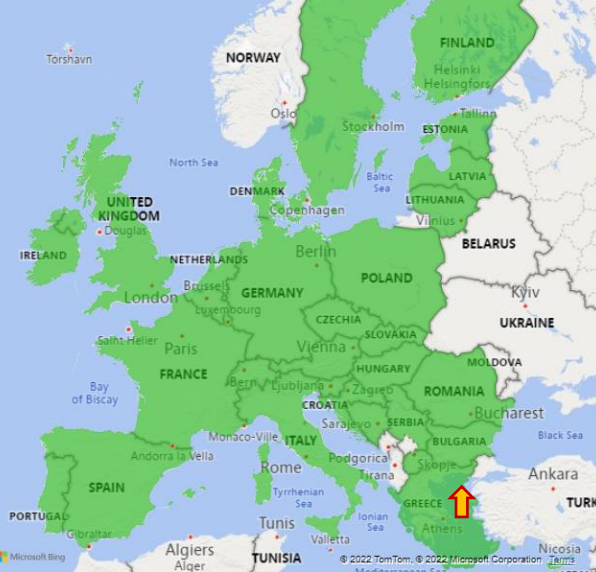 FINLAND
NORWAY
Torshavn
Helsinki
Helsingfors
Oslo
Tallinn
Stockholm
ESTONIA
North Sea
Baltic
Sea
LATVIA
DENMARK
LITHUANIA
UNITED
KINGDOM
Copenhagen
Vilnius
Douglas
BELARUS
IRELAND
NETHERLANDS
Berlin
POLAND
Brussels
GERMANY
Kyiv
London
Luxembourg
CZECHIA
UKRAINE
Saint Helier
Paris
SLOVAKIA
Vienna
MOLDOVA
FRANCE
HUNGARY
Bern
Ljubljana
Zagreb
ROMANIA
Bay
of Biscay
CROATIA
Bucharest
Sarajevo
SERBIA
Monaco-Ville
ITALY
BULGARIA
Black Sea
Andorra la Vella
Podgorica
Skopje
Rome
Tirana
Ankara
SPAIN
Tyrrhenian
Sea
GREECE
TURK
PORTUGAL
Ionian
Sea
Athens
Gibraltar
Tunis
Valletta
Algiers
Alger
TUNISIA
Nicosia
Microsoft Bing
© 2022 TomTom, © 2022 Microsoft Corporation Terms
Mediterranean Sea